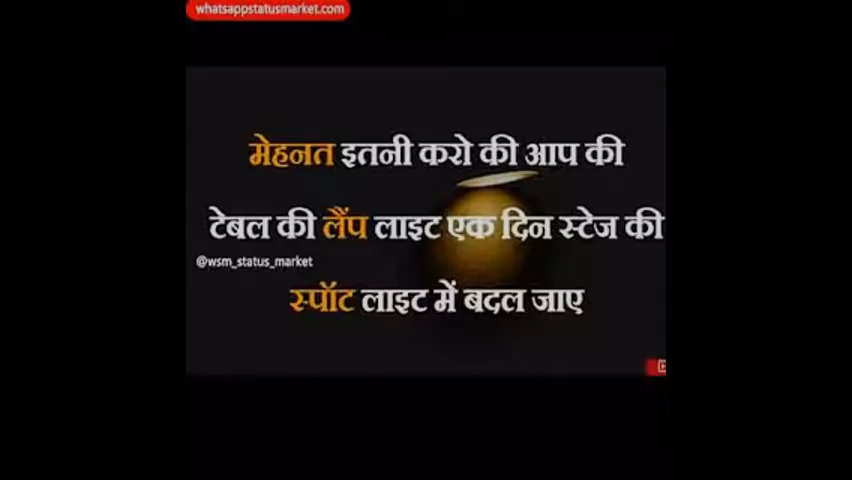 whatsappstatusmarket.com
मेहनत इतनी करो की आप की
टेबल की लैंप लाइट एक दिन स्टेज की
@wsm_status_market
स्पॉट लाइट में बदल जाए